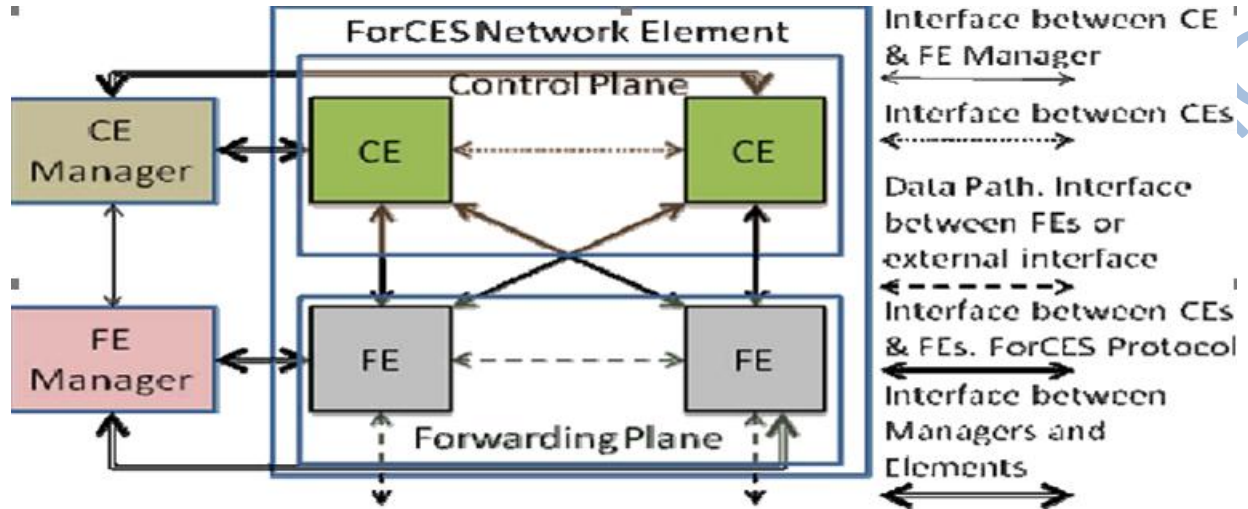 ForCES Network Element
Control Plane
CE
Manager
CE
CE
FE
Manager
FE
FE
Forwarding Plane
Interface between CE
& FE Manager
Interface between CEs
Data Path. Interface
between FEs or
external interface
Interface between CEs
& FEs. ForCES Protocol
Interface between
Managers and
Elements